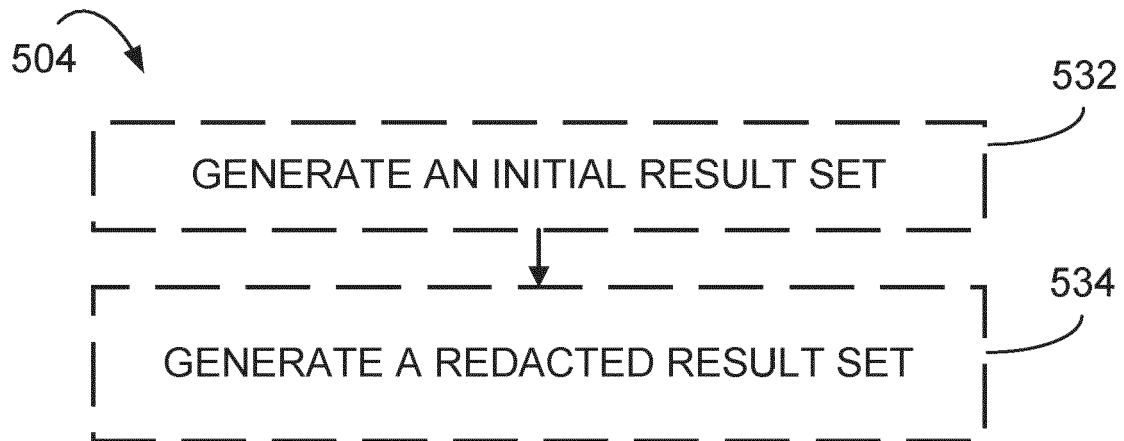 504
532
GENERATE AN INITIAL RESULT SET
534
GENERATE A REDACTED RESULT SET